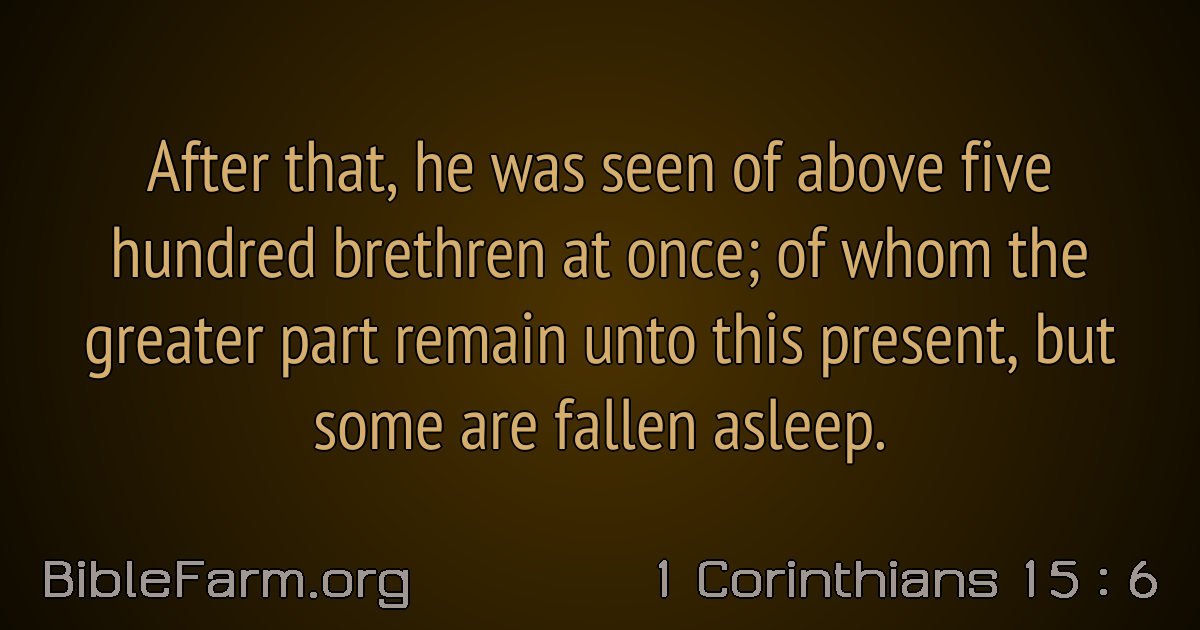 After that, he was seen of above five
hundred brethren at once; of whom the
greater part remain unto this present, but
some are fallen asleep.
BibleFarm.org
1 Corinthians 15 : 6